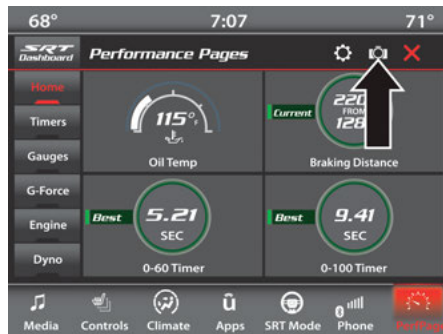 68° 7:07 71°
SRT Dashboard Performance Pages
Home
Timers
Gauges
G-Force
Engine
Dyno
115°F
Oil Temp
Current
220
FROM
128
Braking Distance
Best 5.21
SEC
0-60 Timer
Best 9.41
SEC
0-100 Timer
Media Controls Climate Apps SRT Mode Phone